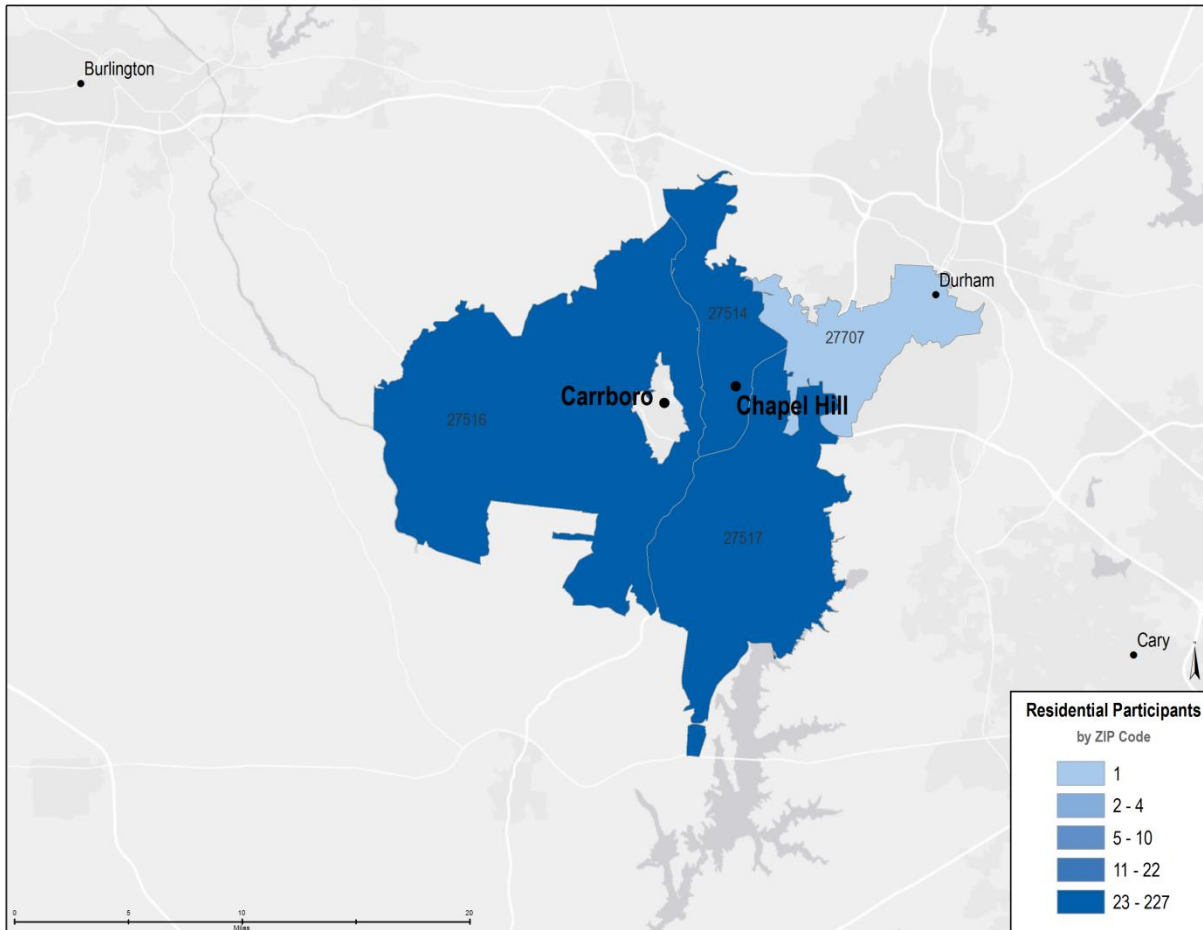 Burlington
Durham
27514
27707
Carrboro
Chapel Hill
27516
27517
Cary
Residential Participants
by ZIP Code
1
2 - 4
5 - 10
11 - 22
23 - 227
0 5 10 20
Miles